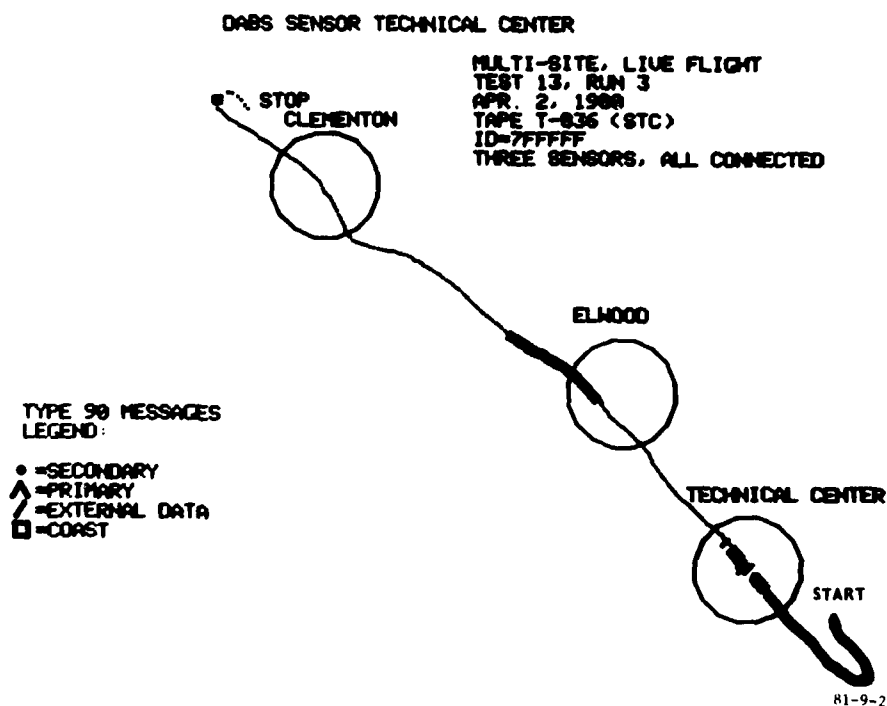 DABS SENSOR TECHNICAL CENTER
MULTI-SITE, LIVE FLIGHT
TEST 13, RUN 3
APR. 2, 1980
TAPE T-036 (STC)
ID=7FFFFF
THREE SENSORS, ALL CONNECTED
STOP
CLEMENTON
ELWOOD
TYPE 90 MESSAGES
LEGEND:
=SECONDARY
=PRIMARY
=EXTERNAL DATA
=COAST
TECHNICAL CENTER
START
81-9-2